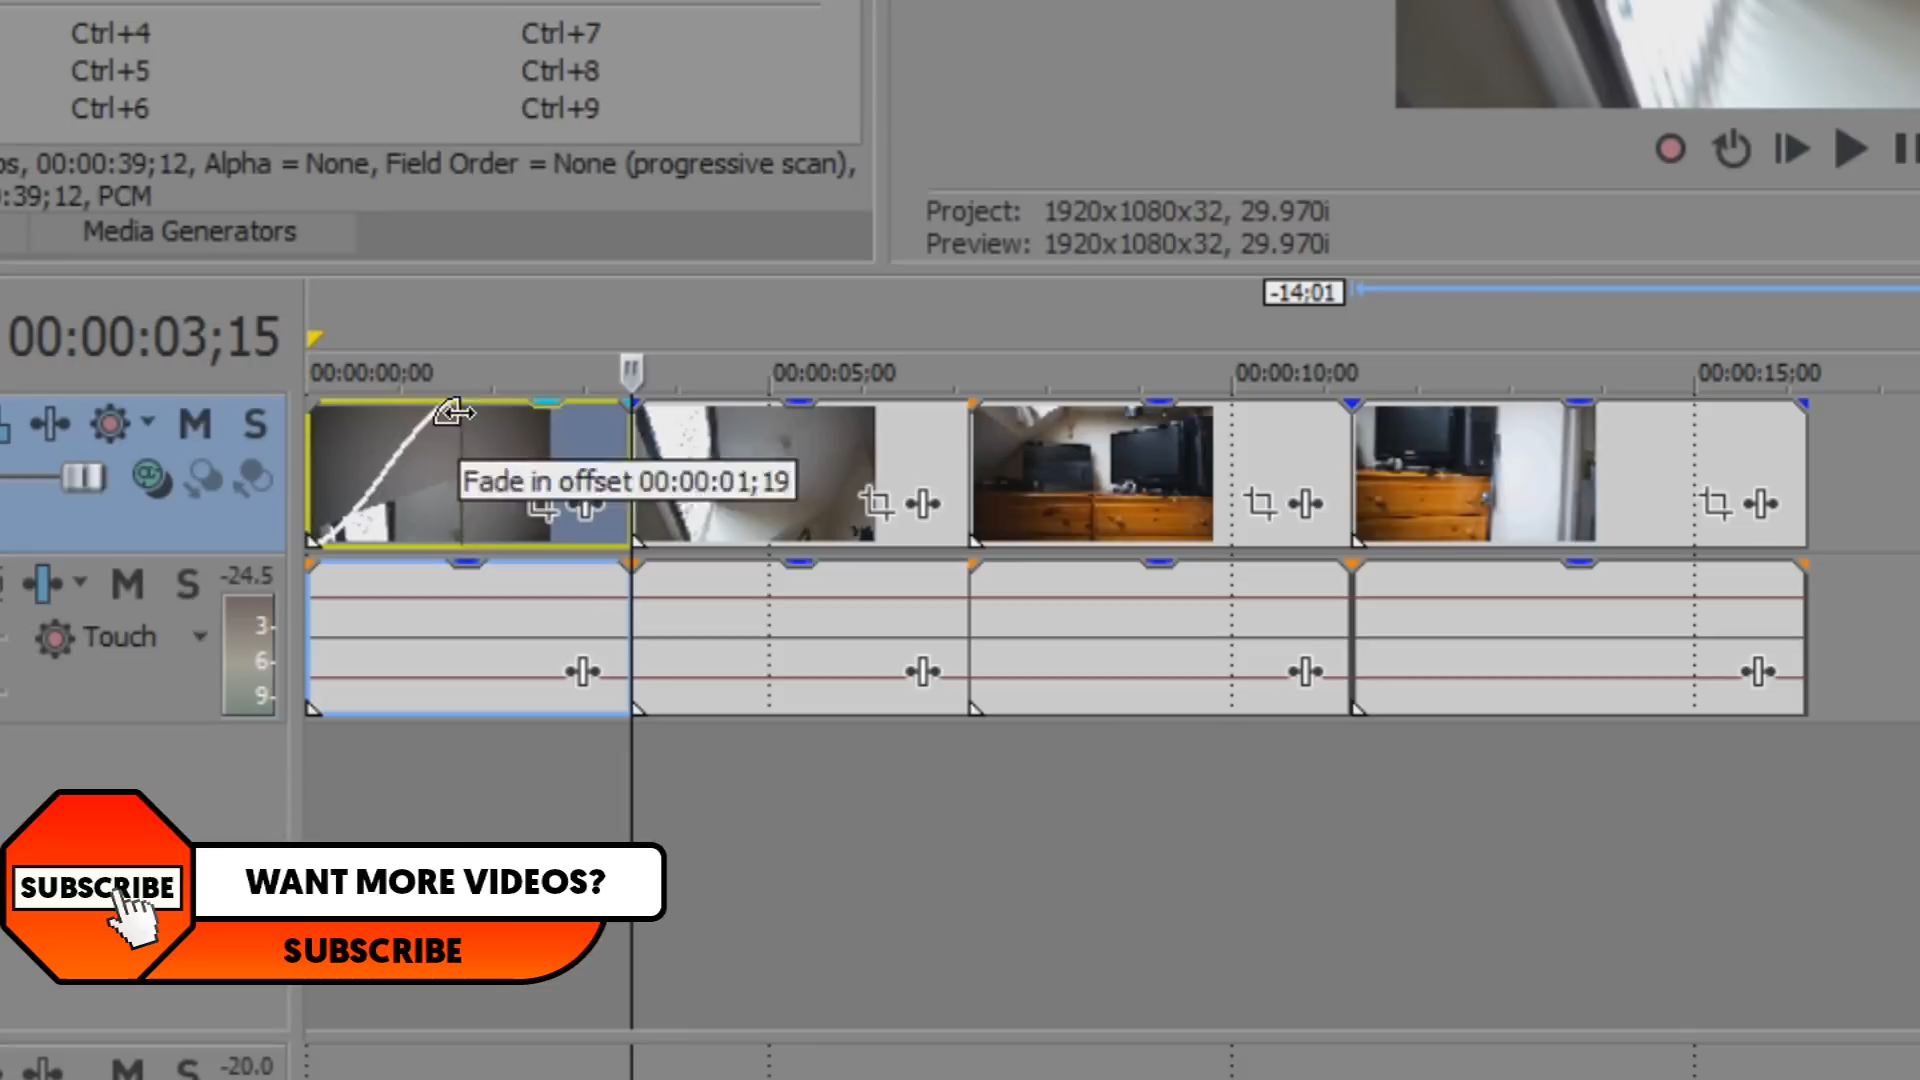 Ctrl+4
Ctrl+7
Ctrl+5
Ctrl+8
Ctrl+6
Ctrl+9
os, 00:00:39;12, Alpha = None, Field Order = None (progressive scan),
:39;12, PCM
Media Generators
Project: 1920x1080x32, 29.970i
Preview: 1920x1080x32, 29.970i
-14;01
00:00:03;15
00:00:00;00
00:00:05;00
00:00:10;00
00:00:15;00
M S
Fade in offset 00:00:01;19
M S -24.5
Touch
3-
6-
9-
SUBSCRIBE
WANT MORE VIDEOS?
SUBSCRIBE
M S -20.0